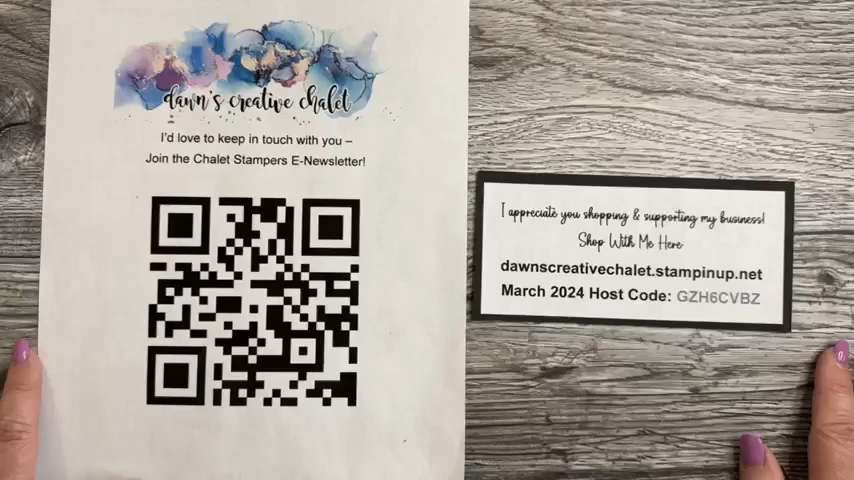 dawn's creative chalet
I'd love to keep in touch with you –
Join the Chalet Stampers E-Newsletter!
I appreciate you shopping & supporting my business!
Shop With Me Here
dawnscreativechalet.stampinup.net
March 2024 Host Code: GZH6CVBZ